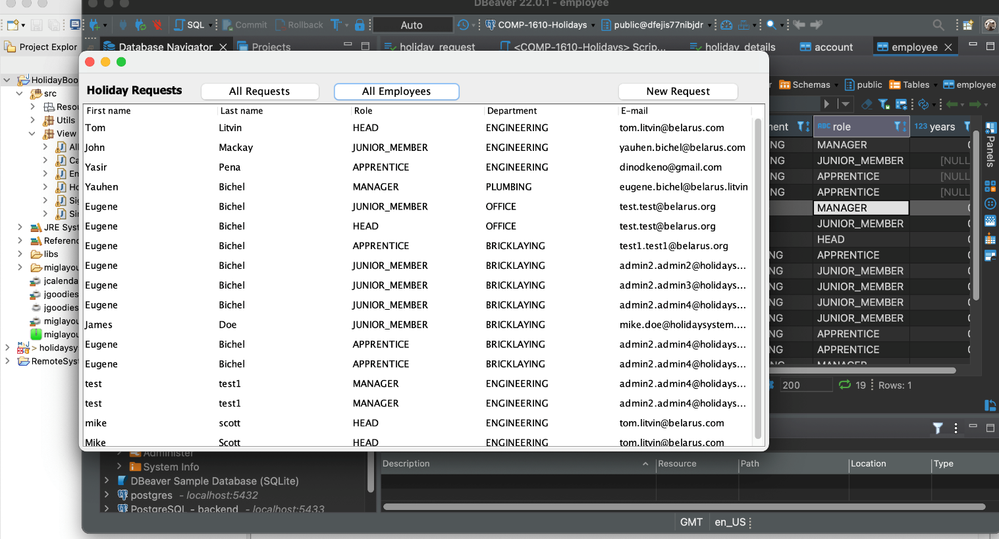 DBeaver 22.0.1 - employee
SQL
Commit
Rollback
Auto
COMP-1610-Holidays
public@dfejis77nibjdr
Project Explor
Database Navigator
Projects
holiday_request
<COMP-1610-Holidays> Scrip...
holiday_details
account
employee
HolidayBoo
src
Resou
Utils
View
All
Ca
Em
Ho
Sig
Sin
JRE Syst
Referenc
libs
miglayou
jcalenda
jgoodies
jgoodies
miglayou
miglayou
> holidaysy
RemoteSyst
Holiday Requests
All Requests
All Employees
New Request
First name Last name Role Department E-mail
Tom Litvin HEAD ENGINEERING tom.litvin@belarus.com
John Mackay JUNIOR_MEMBER ENGINEERING yauhen.bichel@belarus.com
Yasir Pena APPRENTICE ENGINEERING dinodkeno@gmail.com
Yauhen Bichel MANAGER PLUMBING eugene.bichel@belarus.litvin
Eugene Bichel JUNIOR_MEMBER OFFICE test.test@belarus.org
Eugene Bichel HEAD OFFICE test.test@belarus.org
Eugene Bichel APPRENTICE BRICKLAYING test1.test1@belarus.org
Eugene Bichel JUNIOR_MEMBER BRICKLAYING admin2.admin2@holidays...
Eugene Bichel JUNIOR_MEMBER BRICKLAYING admin2.admin3@holidays...
Eugene Bichel JUNIOR_MEMBER BRICKLAYING admin2.admin4@holidays...
James Doe JUNIOR_MEMBER BRICKLAYING mike.doe@holidaysystem....
Eugene Bichel APPRENTICE BRICKLAYING admin2.admin4@holidays...
Eugene Bichel APPRENTICE BRICKLAYING admin2.admin4@holidays...
test test1 MANAGER ENGINEERING admin2.admin4@holidays...
test test1 MANAGER ENGINEERING admin2.admin4@holidays...
mike scott HEAD ENGINEERING tom.litvin@belarus.com
Mike Scott HEAD ENGINEERING tom.litvin@belarus.com
r Schemas public Tables employee
nent ABC role 123 years
NG MANAGER
NG JUNIOR_MEMBER [NULL
NG APPRENTICE [NULL
NG APPRENTICE [NULL
MANAGER
JUNIOR_MEMBER
HEAD
NG APPRENTICE
NG JUNIOR_MEMBER
NG JUNIOR_MEMBER
NG JUNIOR_MEMBER
NG JUNIOR_MEMBER
NG APPRENTICE
NG APPRENTICE
NG MANAGER
Panels
200
19
Rows: 1
Administer
System Info
DBeaver Sample Database (SQLite)
postgres - localhost:5432
PostgreSQL - backend - localhost:5433
Description Resource Path Location Type
GMT en_US